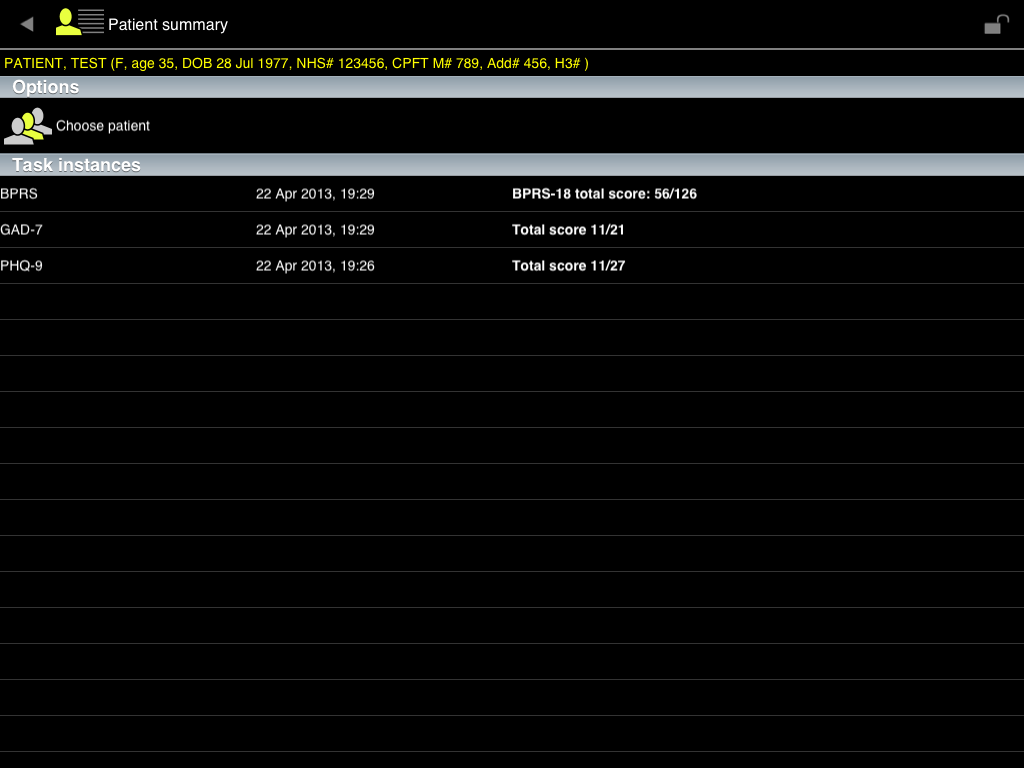 Patient summary
PATIENT, TEST (F, age 35, DOB 28 Jul 1977, NHS# 123456, CPFT M# 789, Add# 456, H3# )
Options
Choose patient
Task instances
BPRS 22 Apr 2013, 19:29 BPRS-18 total score: 56/126
GAD-7 22 Apr 2013, 19:29 Total score 11/21
PHQ-9 22 Apr 2013, 19:26 Total score 11/27